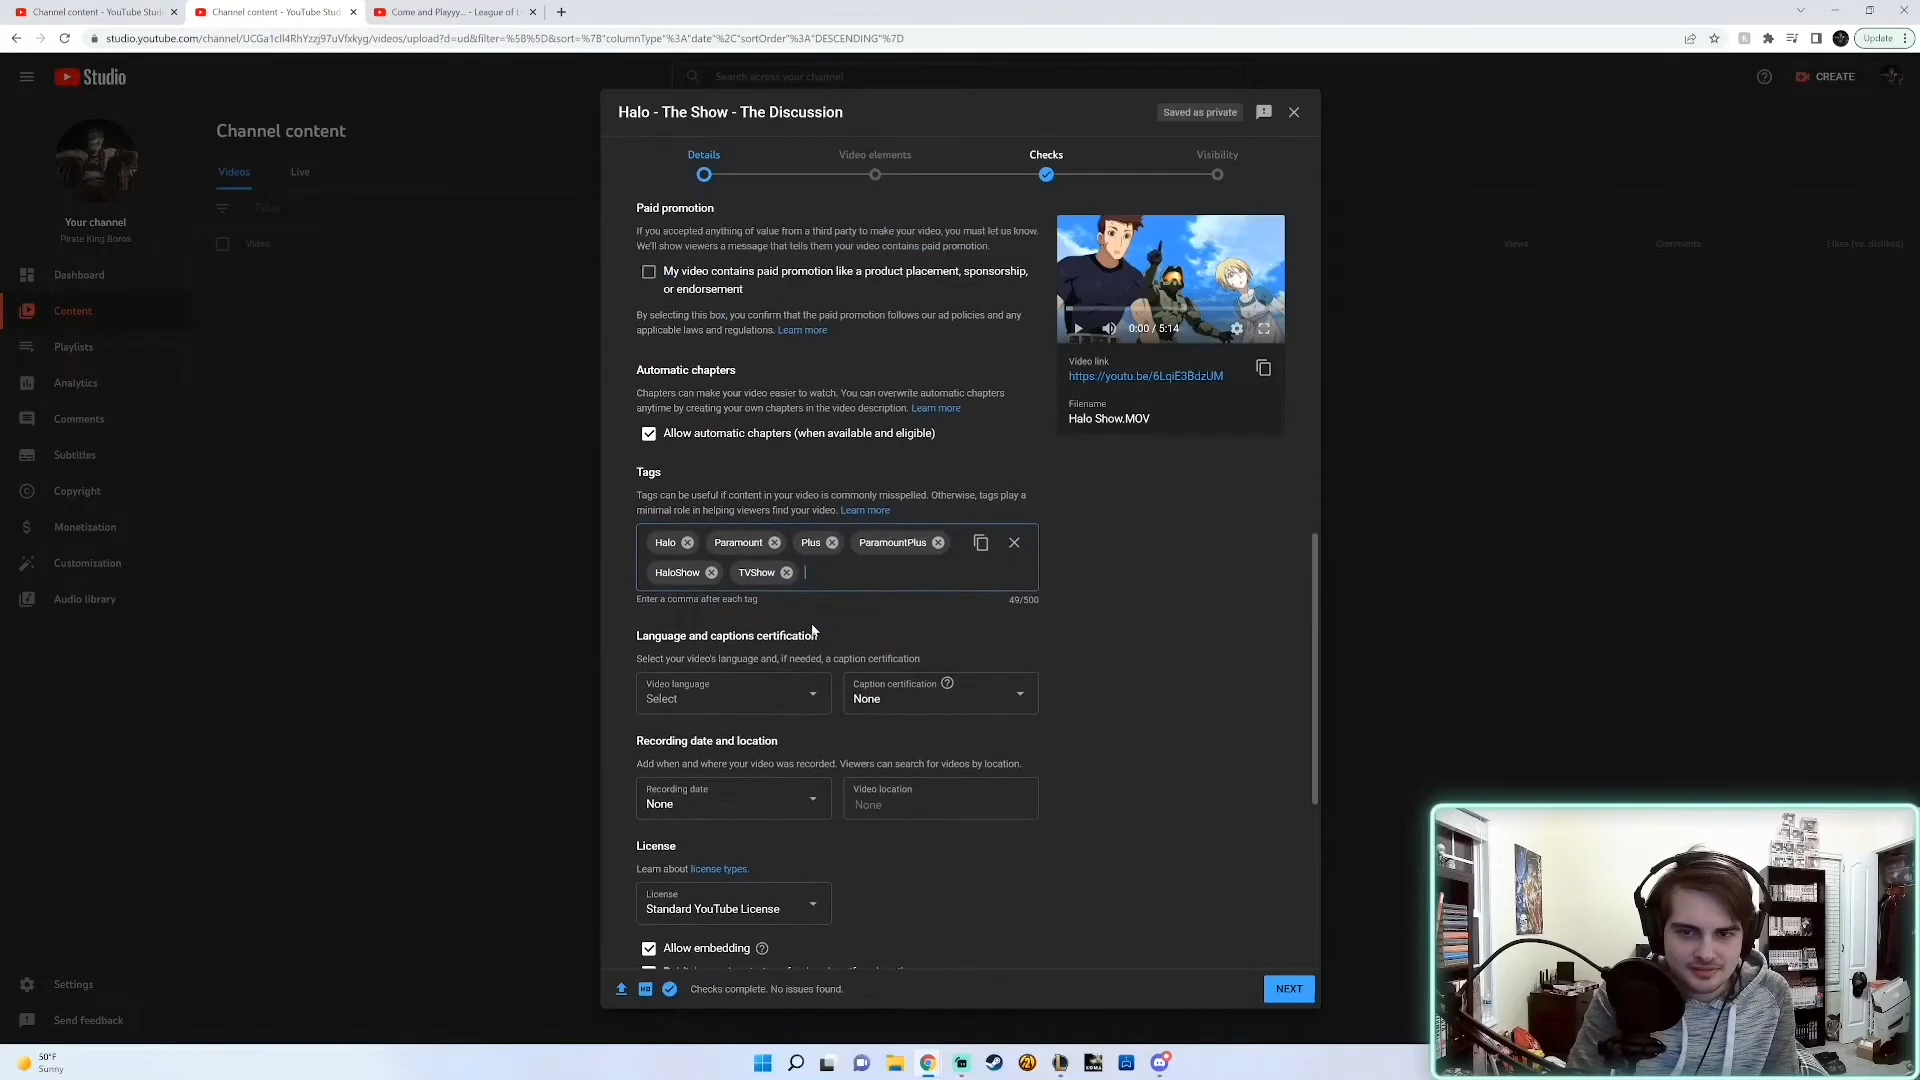 Channel content - YouTube Stud
Channel content - YouTube Stud
Come and Playyy... - League of L
studio.youtube.com/channel/UCGa1cIl4RhYzzj97uVfxkyg/videos/upload?d=ud&filter=%5B%5D&sort=%7B"columnType"%3A"date"%2C"sortOrder"%3A"DESCENDING"%7D
Update
Studio
Search across your channel
CREATE
Channel content
Videos
Live
Filter
Video
Views
Comments
Likes (vs. dislikes)
Your channel
Pirate King Boros
Dashboard
Content
Playlists
Analytics
Comments
Subtitles
Copyright
Monetization
Customization
Audio library
Settings
Send feedback
Halo - The Show - The Discussion
Saved as private
Details
Video elements
Checks
Visibility
Paid promotion
If you accepted anything of value from a third party to make your video, you must let us know.
We'll show viewers a message that tells them your video contains paid promotion.
My video contains paid promotion like a product placement, sponsorship,
or endorsement
By selecting this box, you confirm that the paid promotion follows our ad policies and any
applicable laws and regulations. Learn more
Automatic chapters
Chapters can make your video easier to watch. You can overwrite automatic chapters
anytime by creating your own chapters in the video description. Learn more
Allow automatic chapters (when available and eligible)
Tags
Tags can be useful if content in your video is commonly misspelled. Otherwise, tags play a
minimal role in helping viewers find your video. Learn more
Halo
Paramount
Plus
ParamountPlus
HaloShow
TVShow
Enter a comma after each tag
49/500
Language and captions certification
Select your video's language and, if needed, a caption certification
Video language
Select
Caption certification
None
Recording date and location
Add when and where your video was recorded. Viewers can search for videos by location.
Recording date
None
Video location
None
License
Learn about license types.
License
Standard YouTube License
Allow embedding
0:00 / 5:14
Video link
https://youtu.be/6LqiE3BdzUM
Filename
Halo Show.MOV
HD
Checks complete. No issues found.
NEXT
50°F
Sunny